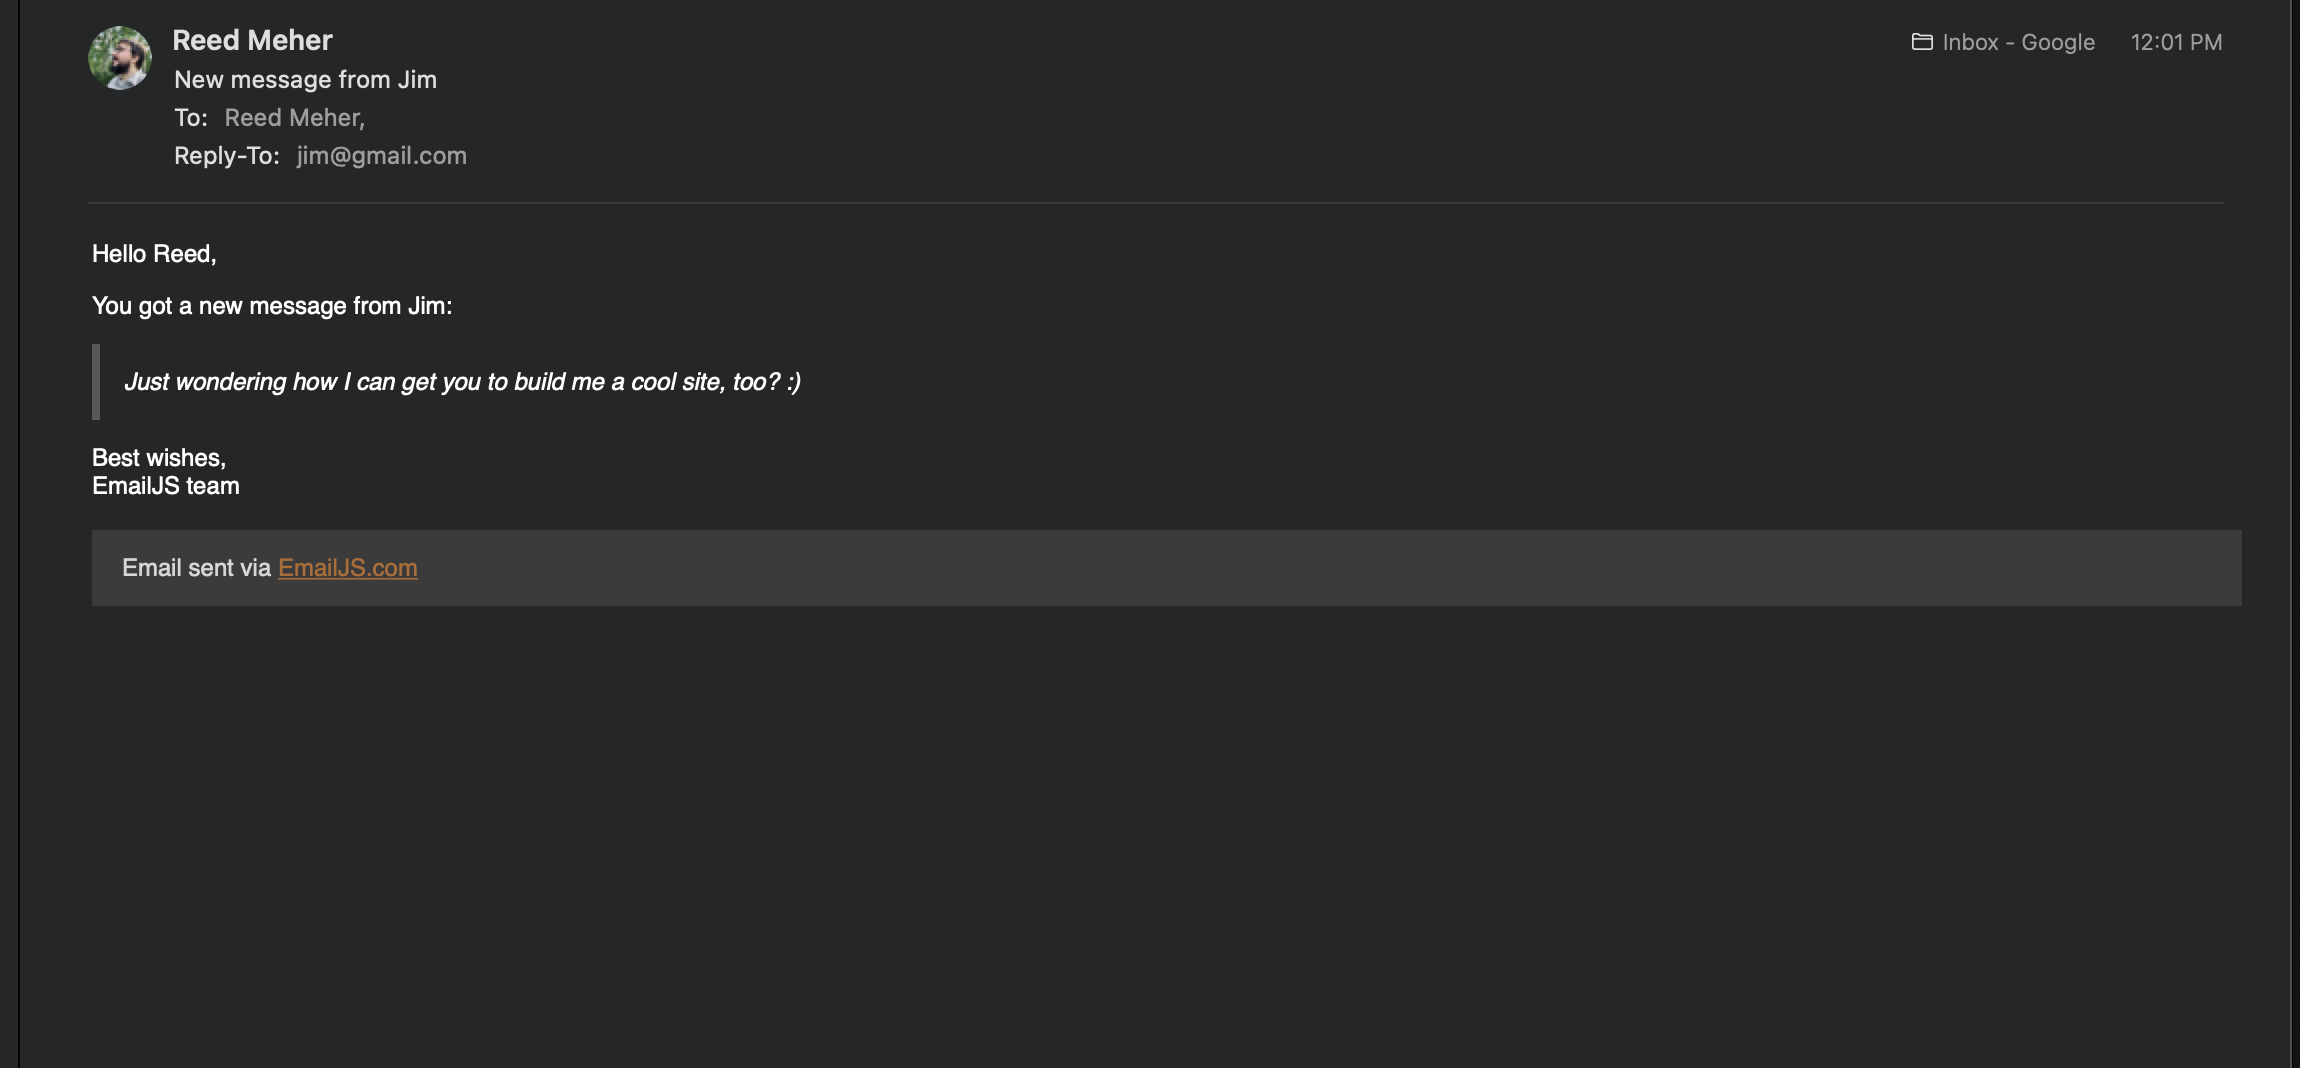 Reed Meher
Inbox - Google 12:01 PM
New message from Jim
To: Reed Meher,
Reply-To: jim@gmail.com
Hello Reed,
You got a new message from Jim:
Just wondering how I can get you to build me a cool site, too? :)
Best wishes,
EmailJS team
Email sent via EmailJS.com